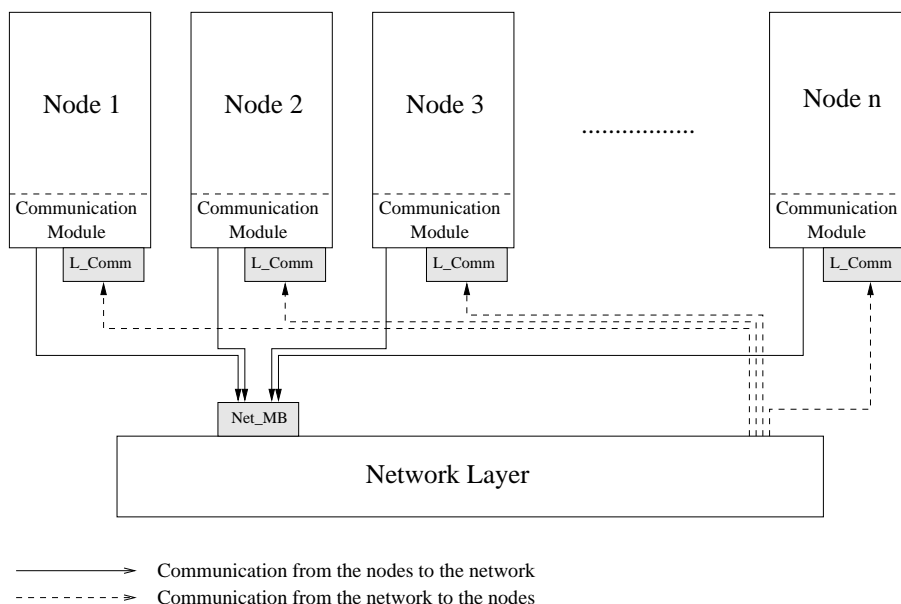 Node 1
Node 2
Node 3
Node n
..................
Communication
Module
Communication
Module
Communication
Module
Communication
Module
L_Comm
L_Comm
L_Comm
L_Comm
Net_MB
Network Layer
Communication from the nodes to the network
Communication from the network to the nodes